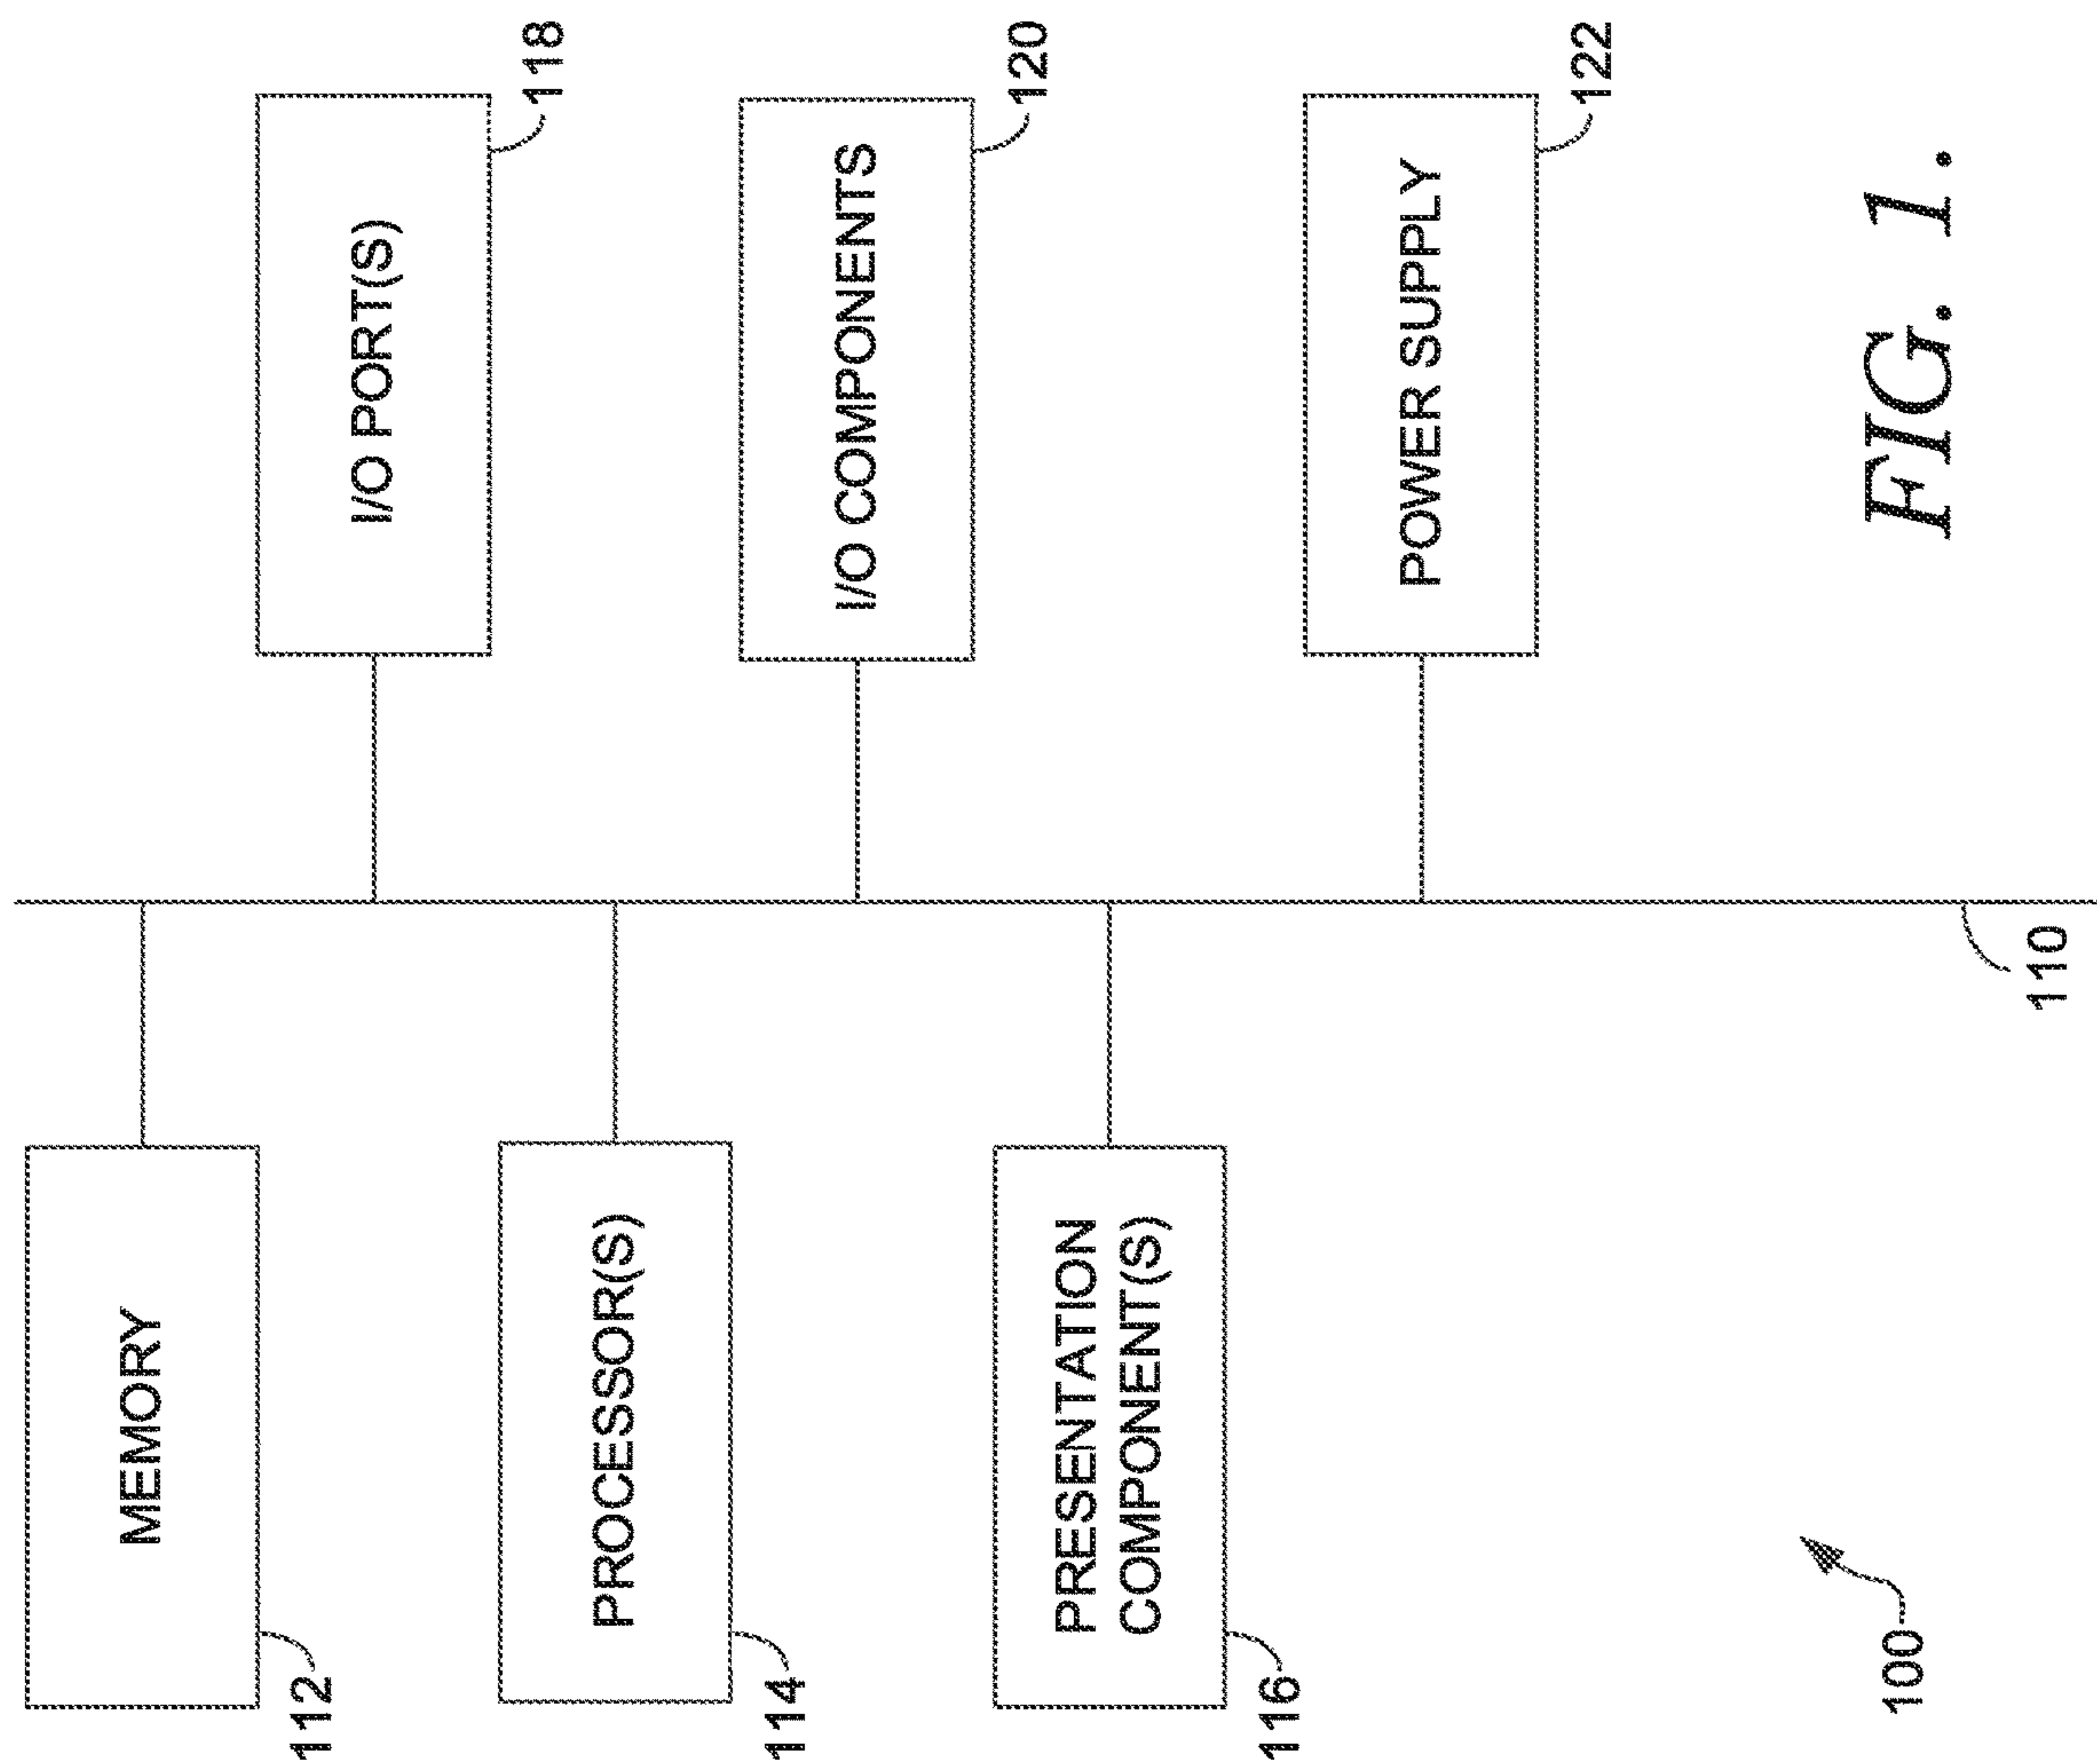 MEMORY
112
I/O PORT(S)
118
PROCESSOR(S)
114
I/O COMPONENTS
120
PRESENTATION
COMPONENT(S)
116
POWER SUPPLY
122
110
100
FIG. 1.